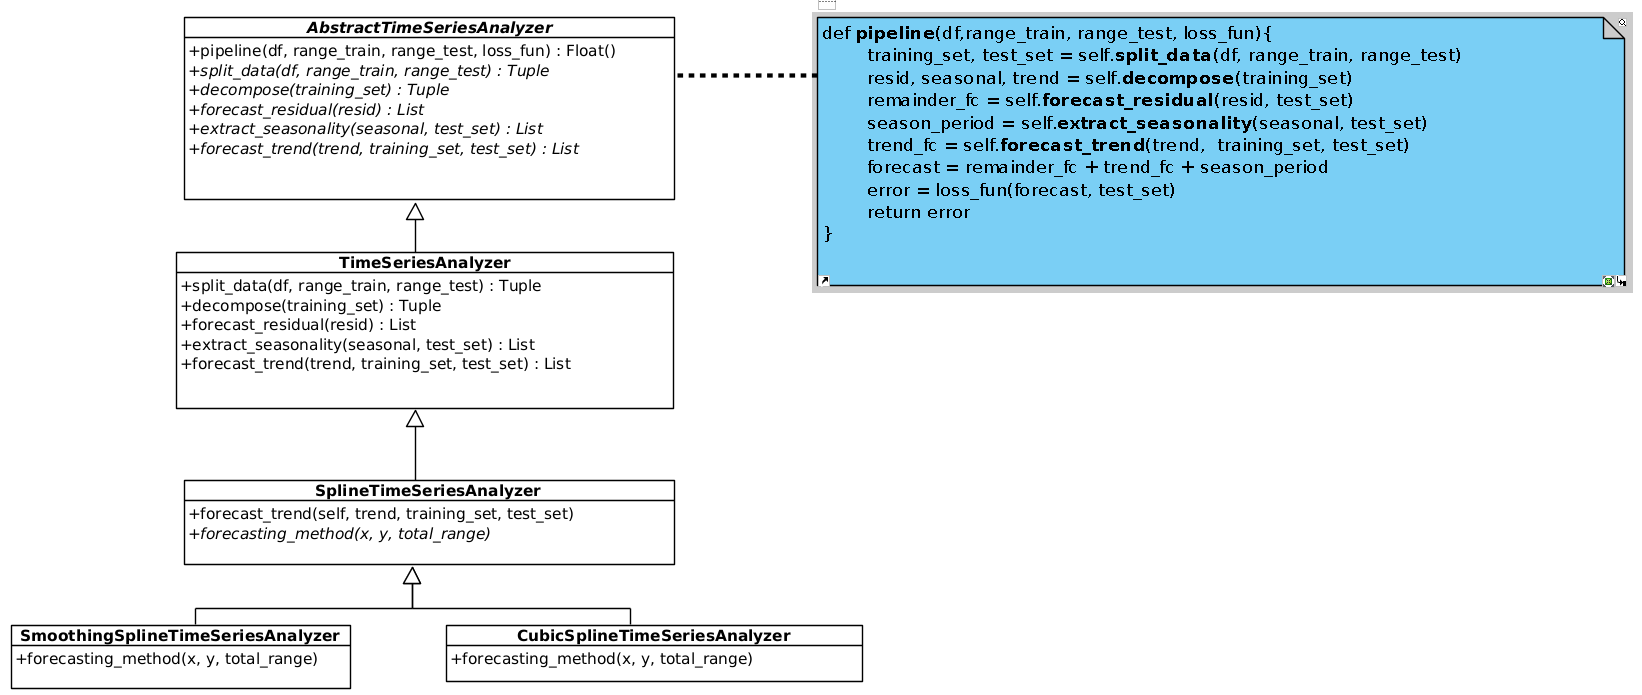 AbstractTimeSeriesAnalyzer
+pipeline(df, range_train, range_test, loss_fun) : Float()
+split_data(df, range_train, range_test) : Tuple
+decompose(training_set) : Tuple
+forecast_residual(resid) : List
+extract_seasonality(seasonal, test_set) : List
+forecast_trend(trend, training_set, test_set) : List
def pipeline(df,range_train, range_test, loss_fun){
training_set, test_set = self.split_data(df, range_train, range_test)
resid, seasonal, trend = self.decompose(training_set)
remainder_fc = self.forecast_residual(resid, test_set)
season_period = self.extract_seasonality(seasonal, test_set)
trend_fc = self.forecast_trend(trend,  training_set, test_set)
forecast = remainder_fc + trend_fc + season_period
error = loss_fun(forecast, test_set)
return error
}
TimeSeriesAnalyzer
+split_data(df, range_train, range_test) : Tuple
+decompose(training_set) : Tuple
+forecast_residual(resid) : List
+extract_seasonality(seasonal, test_set) : List
+forecast_trend(trend, training_set, test_set) : List
SplineTimeSeriesAnalyzer
+forecast_trend(self, trend, training_set, test_set)
+forecasting_method(x, y, total_range)
SmoothingSplineTimeSeriesAnalyzer
+forecasting_method(x, y, total_range)
CubicSplineTimeSeriesAnalyzer
+forecasting_method(x, y, total_range)